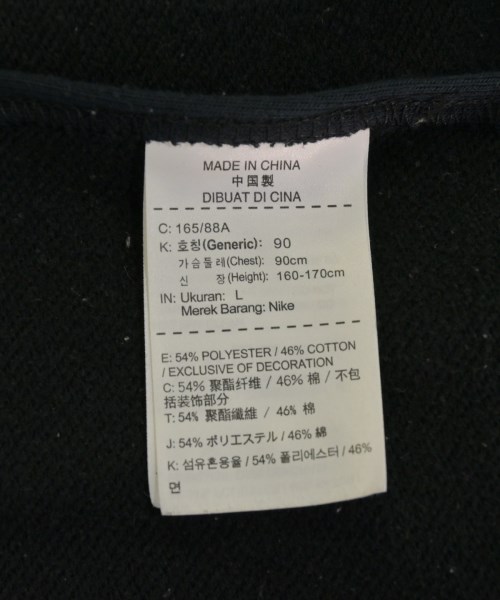 MADE IN CHINA
中国製
DIBUAT DI CINA
C: 165/88A
K: 호칭(Generic): 90
가슴둘레(Chest): 90cm
신 장(Height): 160-170cm
IN: Ukuran: L
Merek Barang: Nike
E: 54% POLYESTER / 46% COTTON
/ EXCLUSIVE OF DECORATION
C: 54% 聚酯纤维 / 46% 棉 / 不包
括装饰部分
T: 54% 聚酯纖維 / 46% 棉
J: 54% ポリエステル / 46% 綿
K: 섬유혼용율 / 54% 폴리에스터 / 46%
면